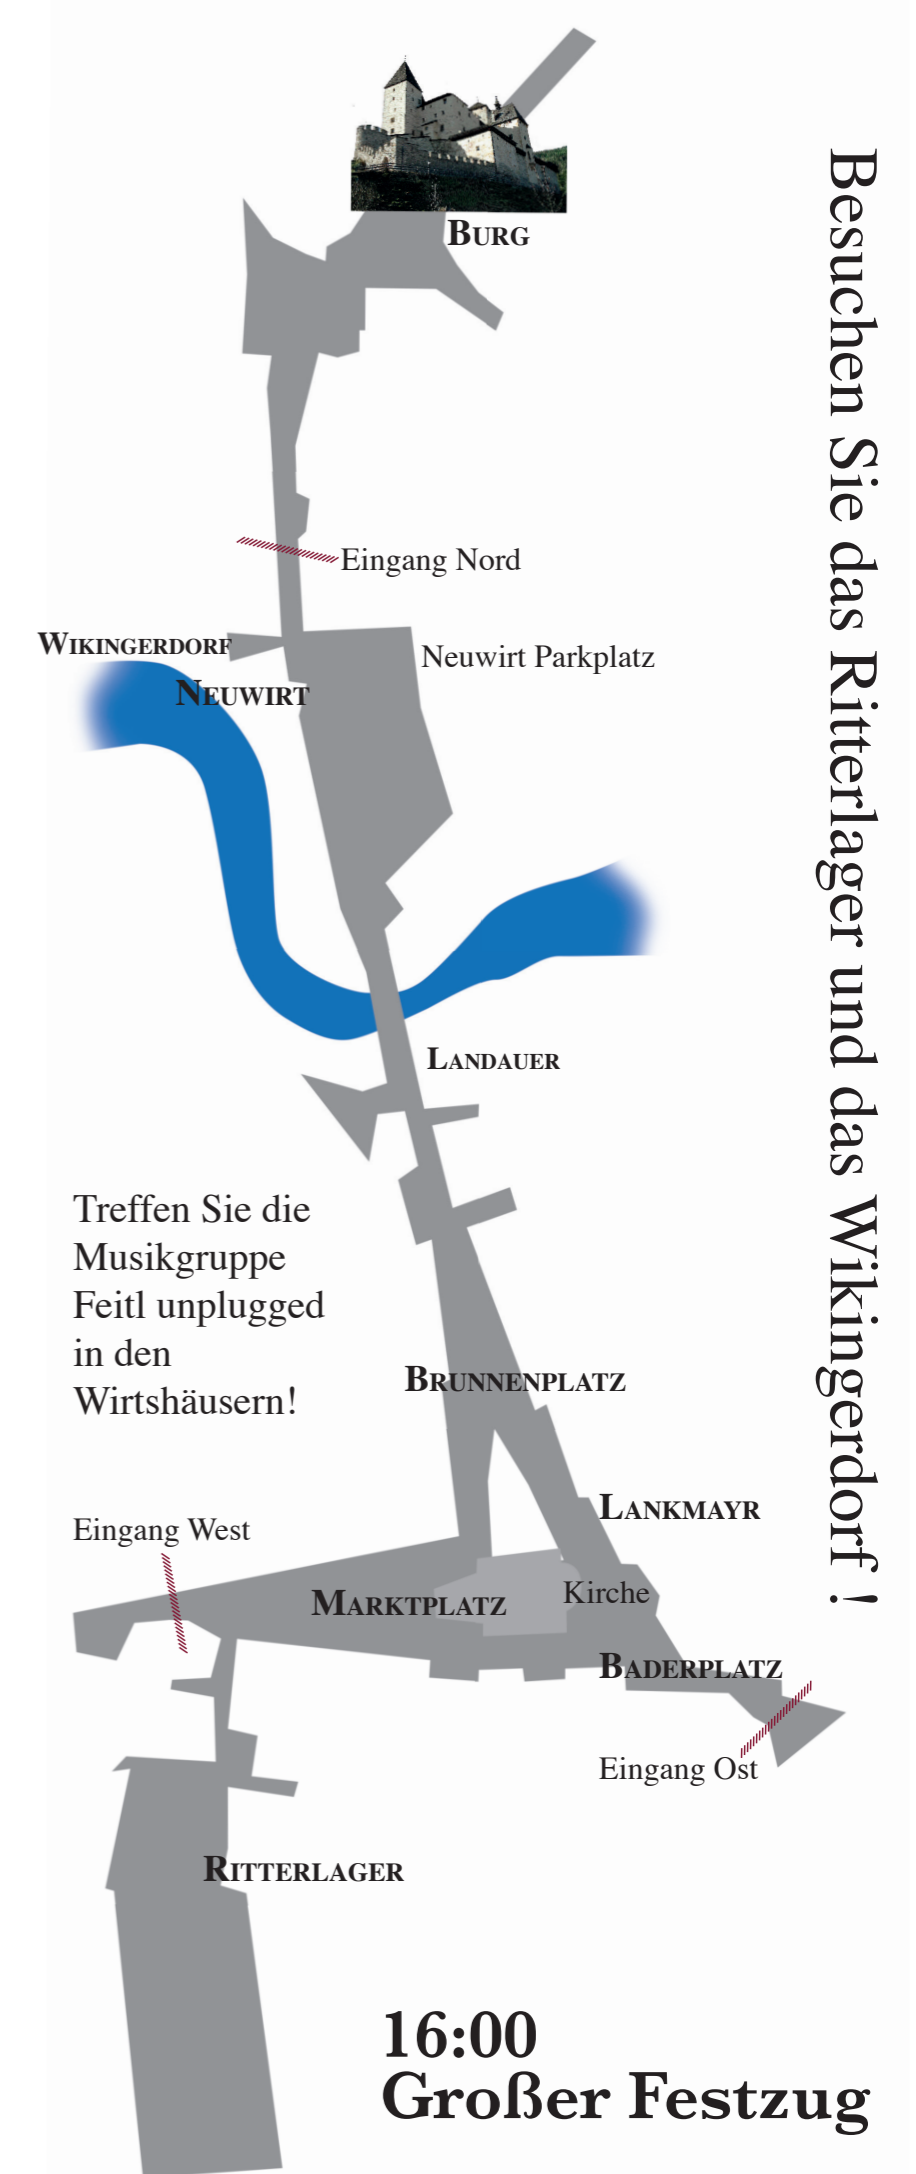 Burg
Besuchen Sie das Ritterlager und das Wikingerdorf !
Eingang Nord
Wikingerdorf
Neuwirt Parkplatz
Neuwirt
Landauer
Treffen Sie die
Musikgruppe
Feitl unplugged
in den
Wirtshäusern!
Brunnenplatz
Lankmayr
Eingang West
Marktplatz
Kirche
Baderplatz
Eingang Ost
Ritterlager
16:00
Großer Festzug